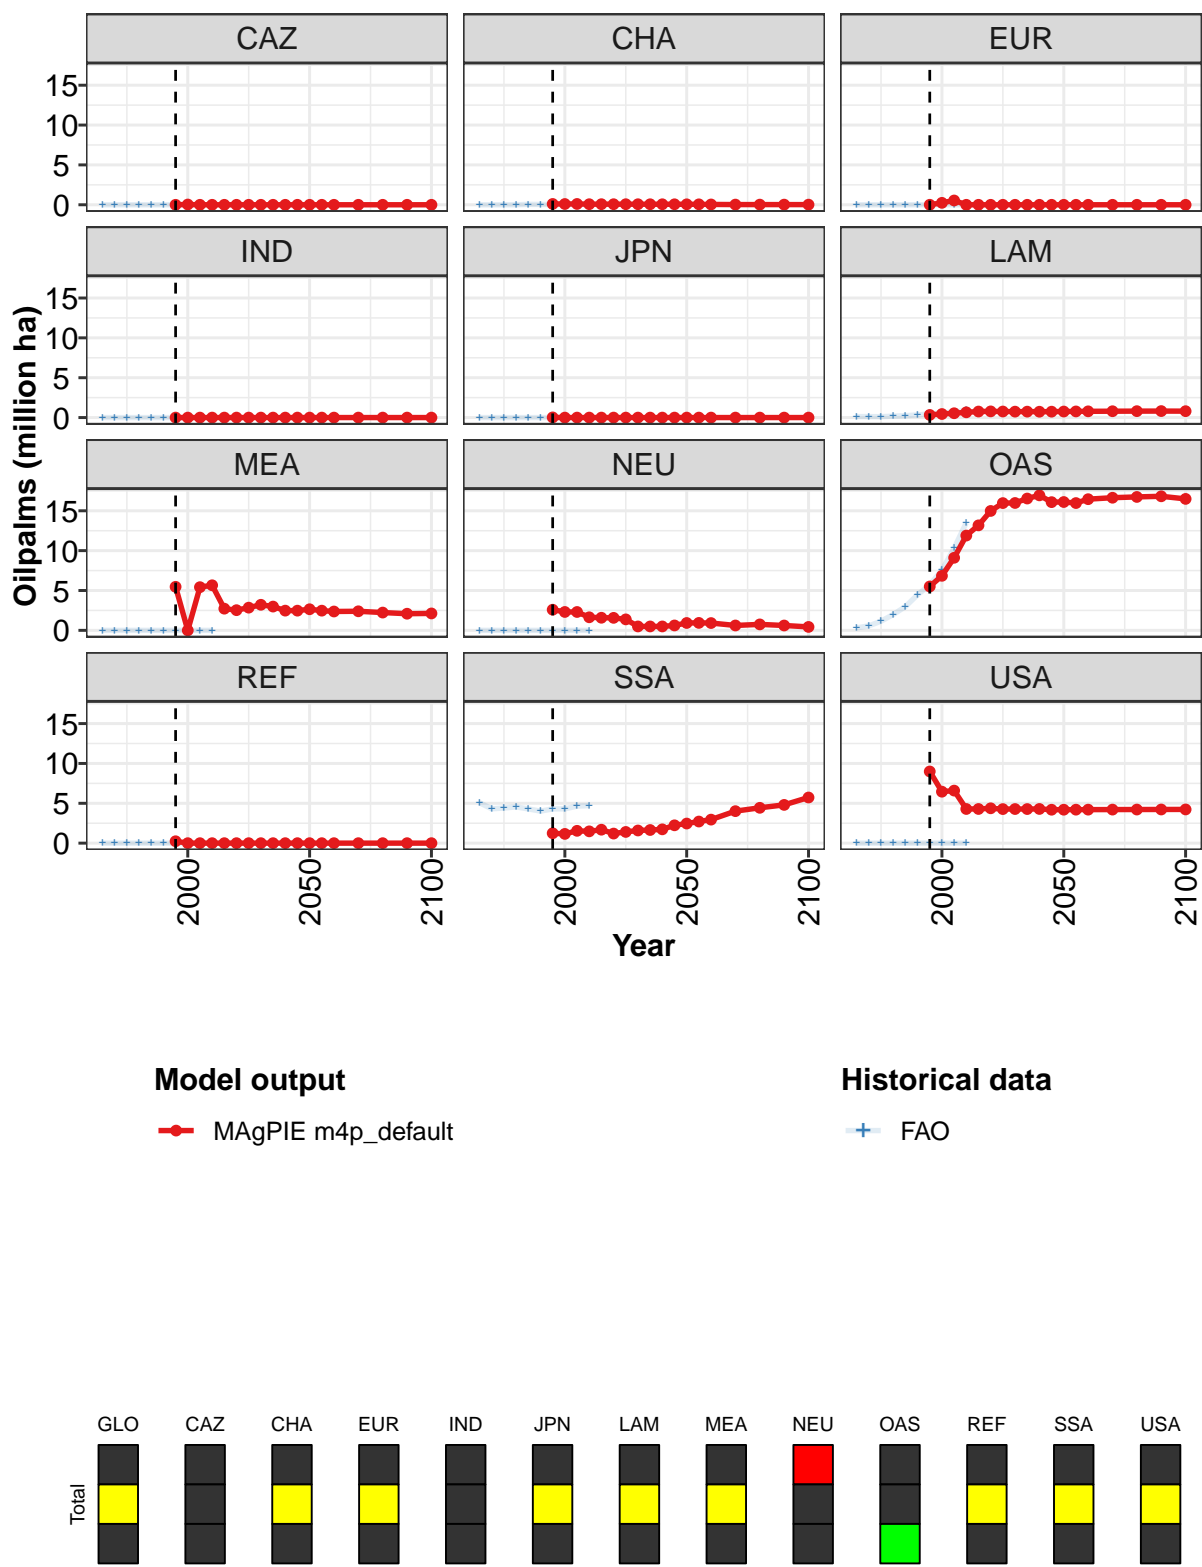 CAZ CHA EUR
15
10
5
0
IND JPN LAM
15
10
5
0
MEA NEU OAS
15
10
5
0
REF SSA USA
15
10
5
0
Oilpalms (million ha)
2000 2050 2100 2000 2050 2100 2000 2050 2100
Year
Model output Historical data
MAgPIE m4p_default FAO
GLO CAZ CHA EUR IND JPN LAM MEA NEU OAS REF SSA USA
Total